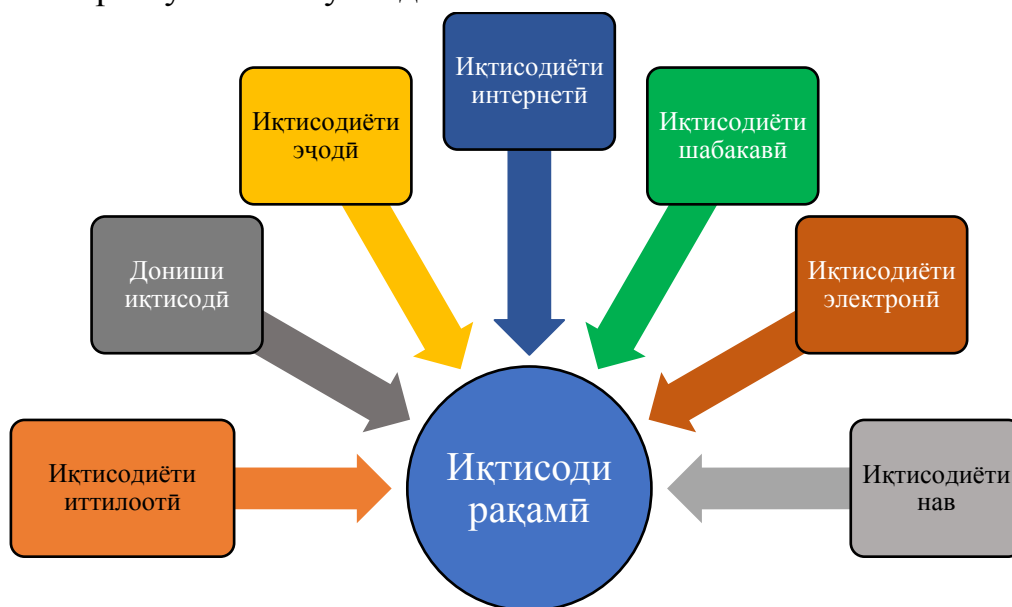 Иқтисодиёти
интернетӣ
Иқтисодиёти
эҷодӣ
Иқтисодиёти
шабакавӣ
Дониши
иқтисодӣ
Иқтисодиёти
электронӣ
Иқтисодиёти
иттилоотӣ
Иқтисоди
рақамӣ
Иқтисодиёти
нав